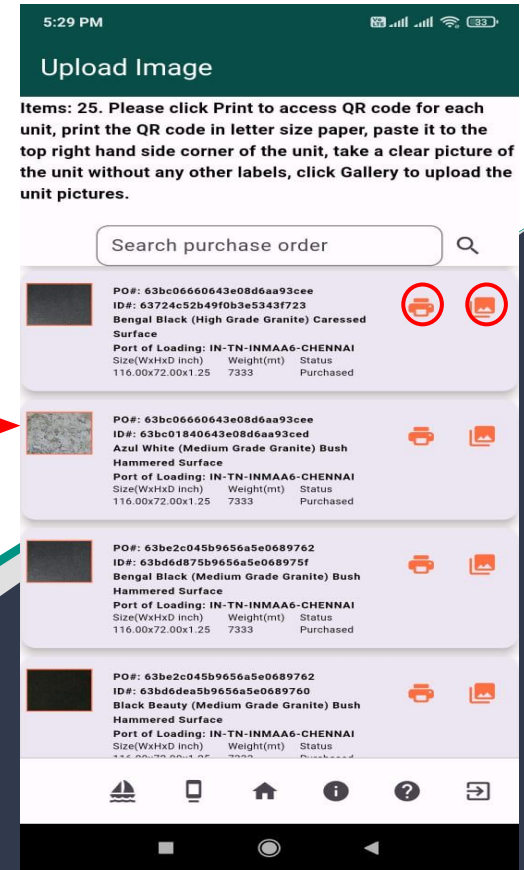 5:29 PM
33
Upload Image
Items: 25. Please click Print to access QR code for each
unit, print the QR code in letter size paper, paste it to the
top right hand side corner of the unit, take a clear picture of
the unit without any other labels, click Gallery to upload the
unit pictures.
Search purchase order
PO#: 63bc06660643e08d6aa93cee
ID#: 63724c52b49f0b3e5343f723
Bengal Black (High Grade Granite) Caressed
Surface
Port of Loading: IN-TN-INMAA6-CHENNAI
Size(WxHxD inch) Weight(mt) Status
116.00x72.00x1.25 7333 Purchased
PO#: 63bc06660643e08d6aa93cee
ID#: 63bc01840643e08d6aa93ced
Azul White (Medium Grade Granite) Bush
Hammered Surface
Port of Loading: IN-TN-INMAA6-CHENNAI
Size(WxHxD inch) Weight(mt) Status
116.00x72.00x1.25 7333 Purchased
PO#: 63be2c045b9656a5e0689762
ID#: 63bd6d875b9656a5e068975f
Bengal Black (Medium Grade Granite) Bush
Hammered Surface
Port of Loading: IN-TN-INMAA6-CHENNAI
Size(WxHxD inch) Weight(mt) Status
116.00x72.00x1.25 7333 Purchased
PO#: 63be2c045b9656a5e0689762
ID#: 63bd6dea5b9656a5e0689760
Black Beauty (Medium Grade Granite) Bush
Hammered Surface
Port of Loading: IN-TN-INMAA6-CHENNAI
Size(WxHxD inch) Weight(mt) Status